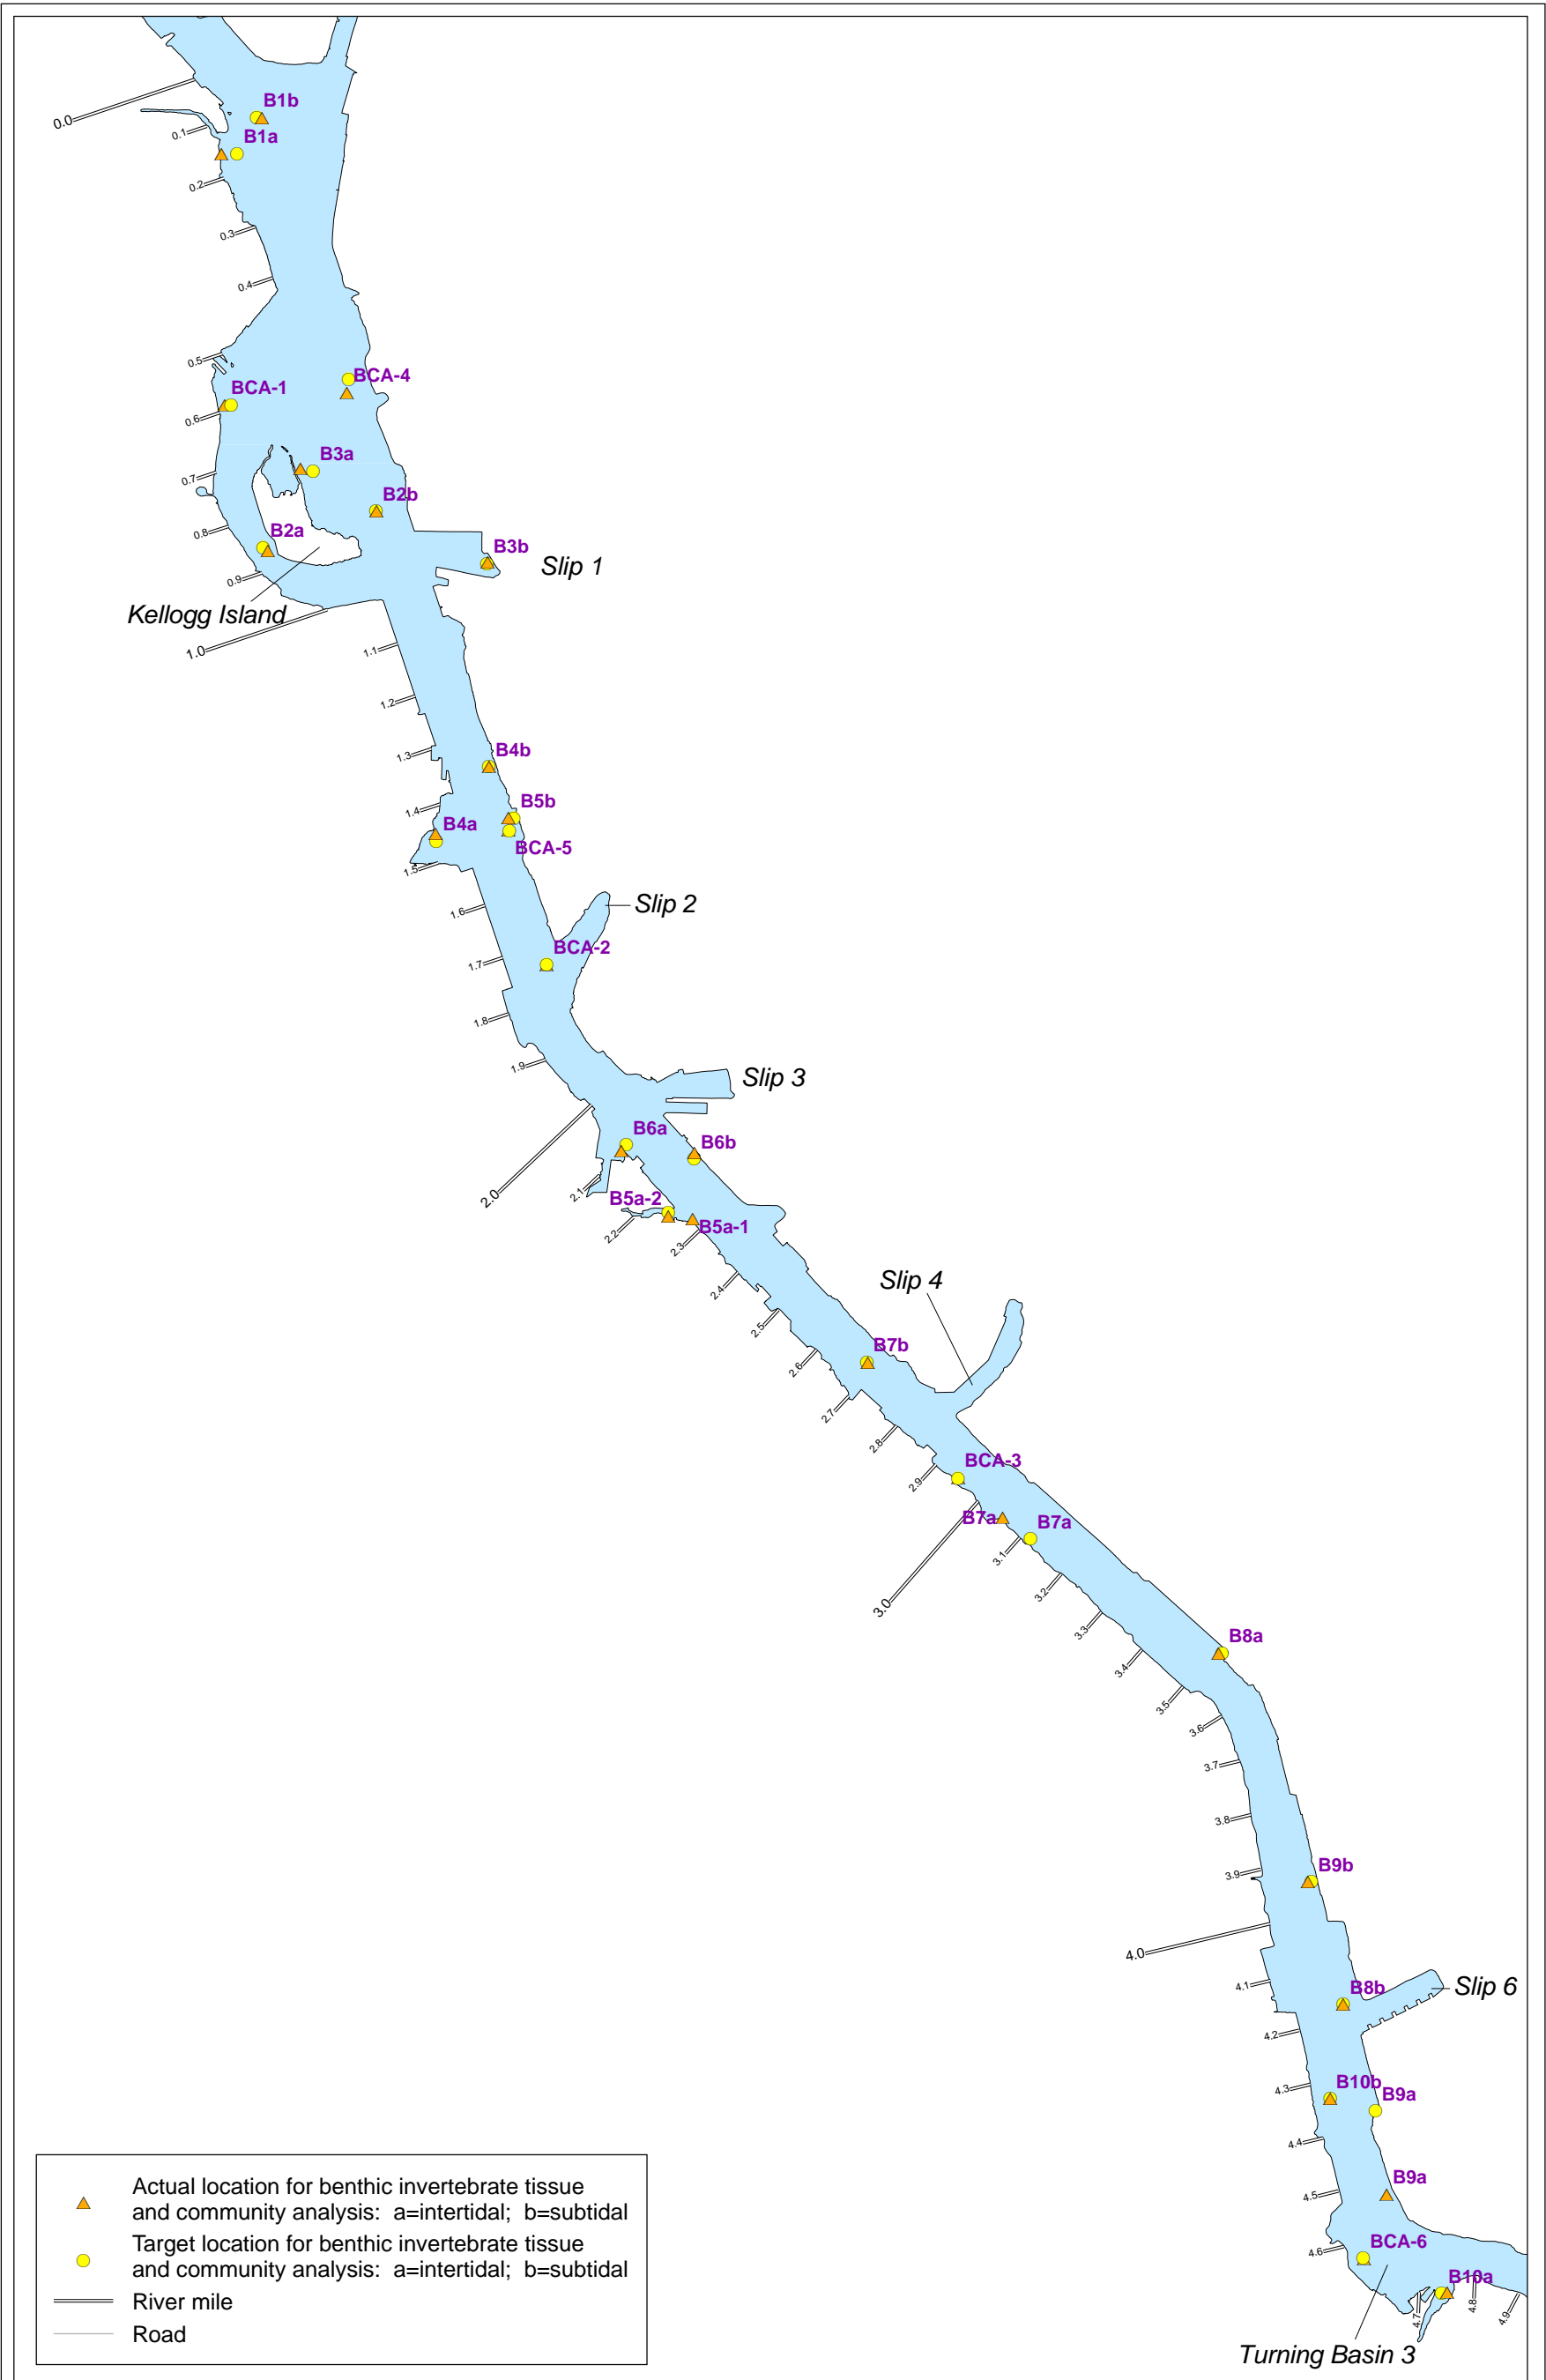 B1b
0.0
0.1
B1a
0.2
0.3
0.4
0.5
BCA-4
BCA-1
0.6
B3a
0.7
B2b
0.8
B2a
B3b
Slip 1
0.9
Kellogg Island
1.0
1.1
1.2
B4b
1.3
B5b
1.4
B4a
BCA-5
1.5
Slip 2
1.6
BCA-2
1.7
1.8
1.9
Slip 3
B6a
B6b
2.0
2.1
B5a-2
B5a-1
2.2
2.3
Slip 4
2.4
2.5
B7b
2.6
2.7
2.8
BCA-3
2.9
B7a
B7a
3.1
3.2
3.0
3.3
B8a
3.4
3.5
3.6
3.7
3.8
B9b
3.9
4.0
4.1
Slip 6
B8b
4.2
B10b
4.3
B9a
4.4
B9a
4.5
BCA-6
4.6
B10a
4.7
4.8
4.9
Turning Basin 3
Actual location for benthic invertebrate tissue
and community analysis: a=intertidal; b=subtidal
Target location for benthic invertebrate tissue
and community analysis: a=intertidal; b=subtidal
River mile
Road